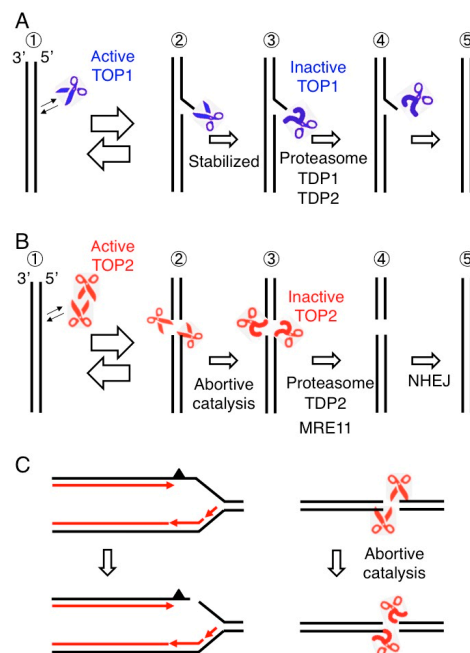 A
① ② ③ ④ ⑤
3’ 5’
Active
TOP1
Inactive
TOP1
Stabilized
Proteasome
TDP1
TDP2
B
① ② ③ ④ ⑤
3’ 5’
Active
TOP2
Inactive
TOP2
Abortive
catalysis
Proteasome
TDP2
MRE11
NHEJ
C
Abortive
catalysis